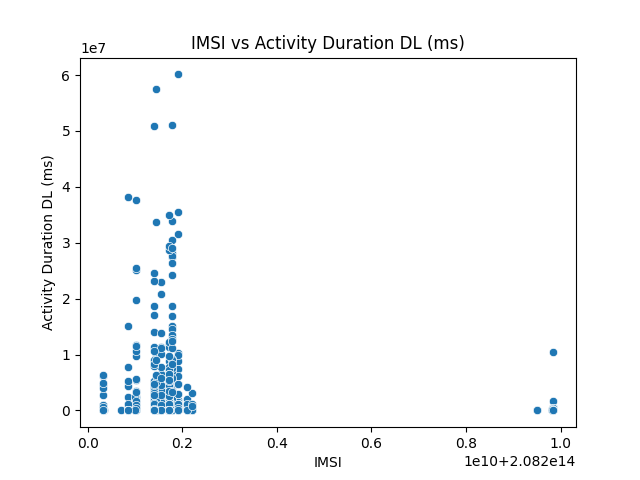 IMSI vs Activity Duration DL (ms)
1e7
6
5
4
3
2
1
0
Activity Duration DL (ms)
0.0 0.2 0.4 0.6 0.8 1.0
IMSI
1e10+2.082e14